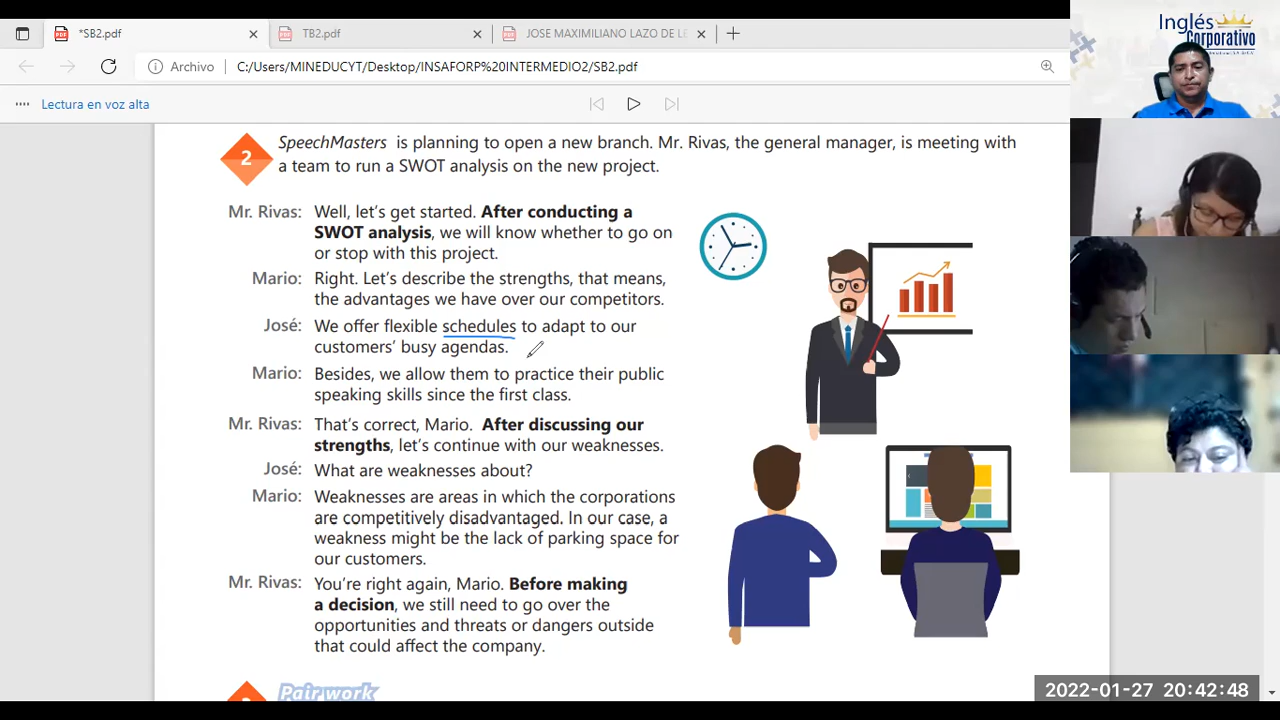 *SB2.pdf
TB2.pdf
JOSE MAXIMILIANO LAZO DE LE
Archivo
C:/Users/MINEDUCYT/Desktop/INSAFORP%20INTERMEDIO2/SB2.pdf
Lectura en voz alta
Inglés
Corporativo
2
SpeechMasters is planning to open a new branch. Mr. Rivas, the general manager, is meeting with
a team to run a SWOT analysis on the new project.
Mr. Rivas: Well, let's get started. After conducting a
SWOT analysis, we will know whether to go on
or stop with this project.
Mario: Right. Let's describe the strengths, that means,
the advantages we have over our competitors.
José: We offer flexible schedules to adapt to our
customers' busy agendas.
Mario: Besides, we allow them to practice their public
speaking skills since the first class.
Mr. Rivas: That's correct, Mario. After discussing our
strengths, let's continue with our weaknesses.
José: What are weaknesses about?
Mario: Weaknesses are areas in which the corporations
are competitively disadvantaged. In our case, a
weakness might be the lack of parking space for
our customers.
Mr. Rivas: You're right again, Mario. Before making
a decision, we still need to go over the
opportunities and threats or dangers outside
that could affect the company.
Pair work
2022-01-27 20:42:48